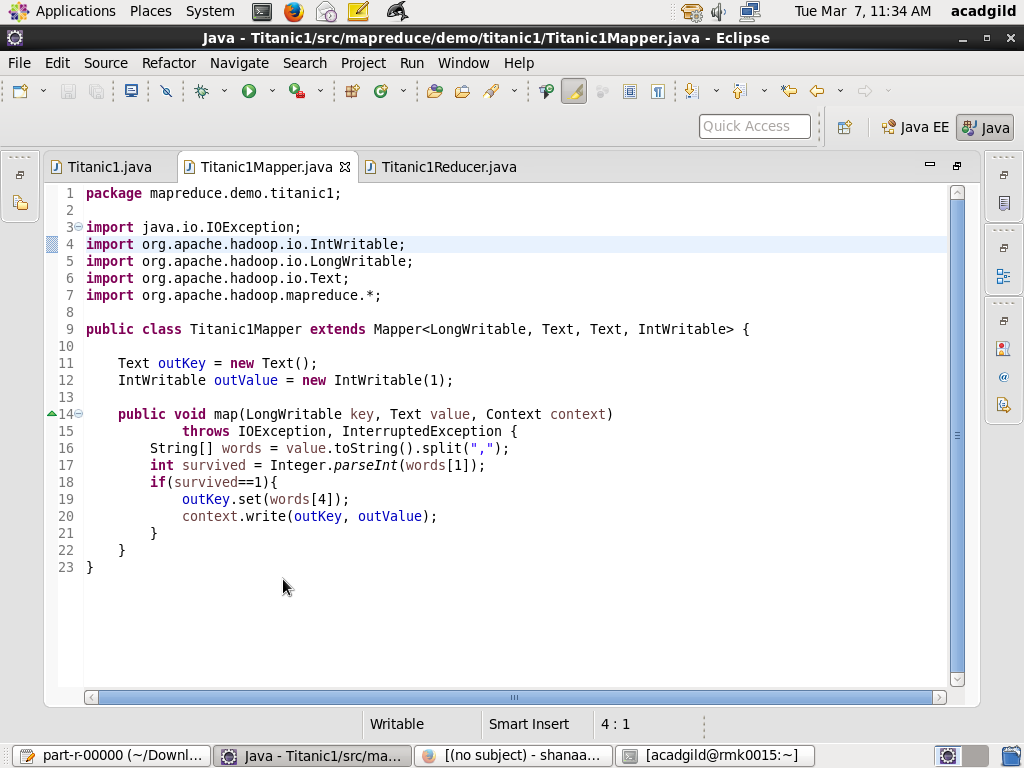 Applications Places System Tue Mar 7, 11:34 AM acadgild
Java - Titanic1/src/mapreduce/demo/titanic1/Titanic1Mapper.java - Eclipse
File Edit Source Refactor Navigate Search Project Run Window Help
Quick Access Java EE Java
Titanic1.java Titanic1Mapper.java Titanic1Reducer.java
1 package mapreduce.demo.titanic1;
2
3 import java.io.IOException;
4 import org.apache.hadoop.io.IntWritable;
5 import org.apache.hadoop.io.LongWritable;
6 import org.apache.hadoop.io.Text;
7 import org.apache.hadoop.mapreduce.*;
8
9 public class Titanic1Mapper extends Mapper<LongWritable, Text, Text, IntWritable> {
10
11 Text outKey = new Text();
12 IntWritable outValue = new IntWritable(1);
13
14 public void map(LongWritable key, Text value, Context context)
15 throws IOException, InterruptedException {
16 String[] words = value.toString().split(",");
17 int survived = Integer.parseInt(words[1]);
18 if(survived==1){
19 outKey.set(words[4]);
20 context.write(outKey, outValue);
21 }
22 }
23 }
Writable Smart Insert 4 : 1
part-r-00000 (~/Downl... Java - Titanic1/src/ma... [(no subject) - shanaa... [acadgild@rmk0015:~]